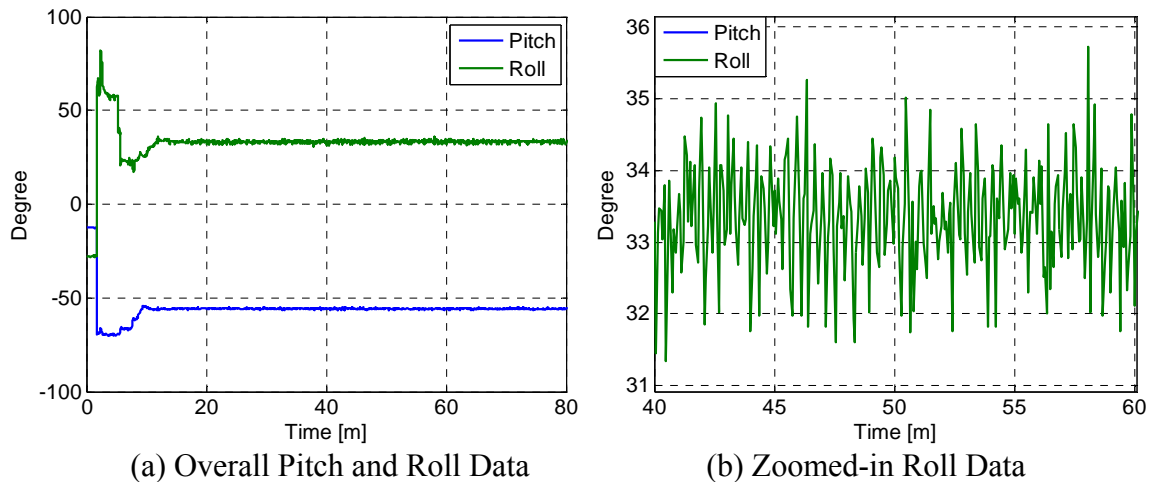 100
50
0
-50
-100
Degree
0
20
40
60
80
Time [m]
Pitch
Roll
(a) Overall Pitch and Roll Data
36
35
34
33
32
31
Degree
40
45
50
55
60
Time [m]
Pitch
Roll
(b) Zoomed-in Roll Data